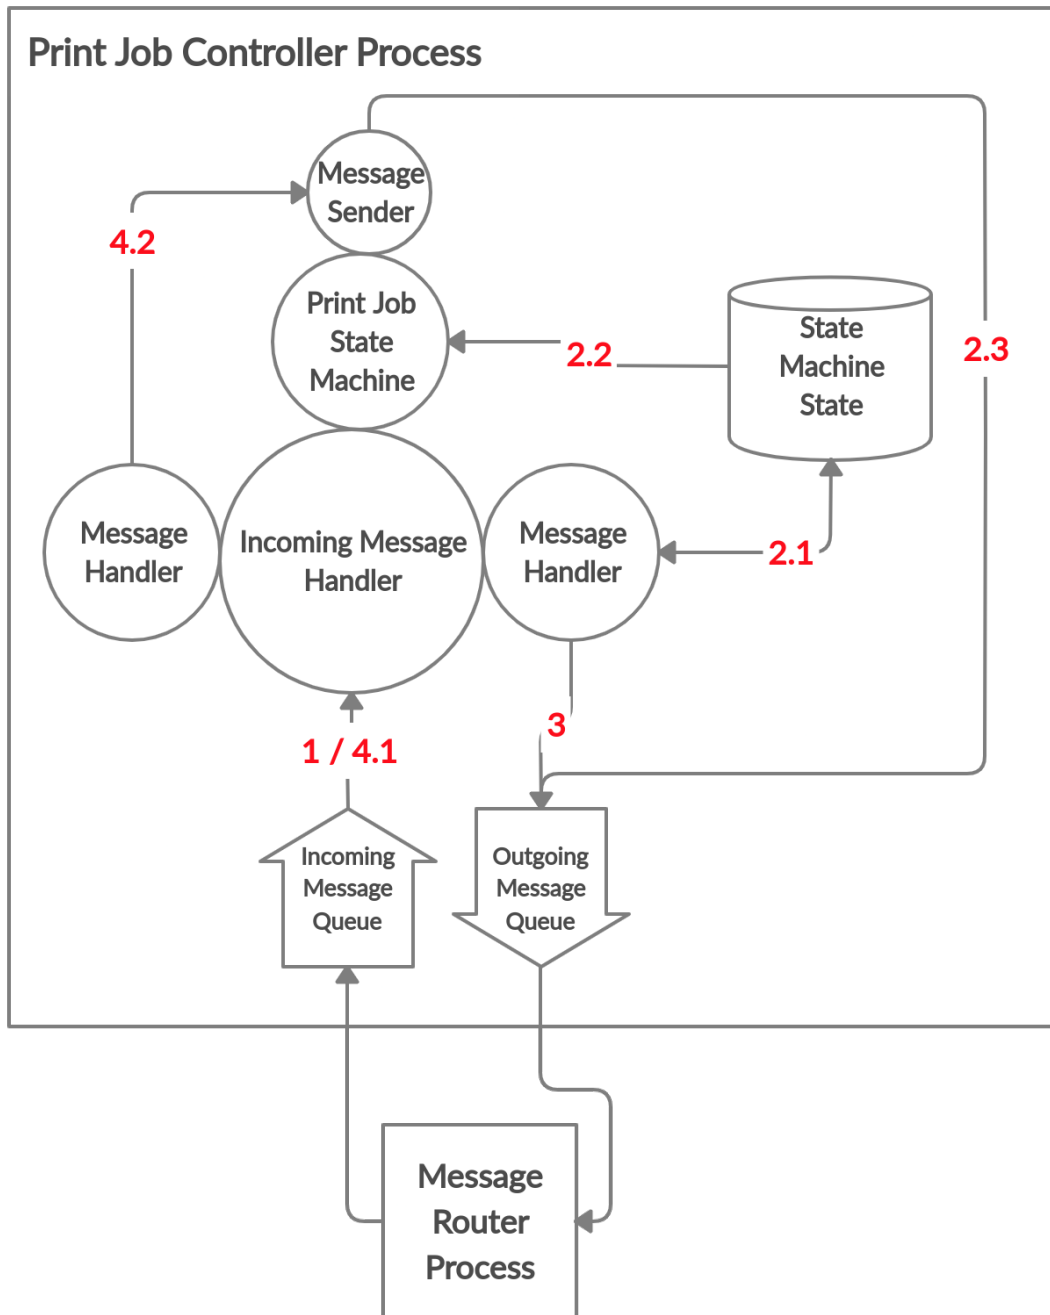 Print Job Controller Process
Message
Sender
4.2
Print Job
State
Machine
State
Machine
State
2.2
2.3
Message
Handler
Incoming Message
Handler
Message
Handler
2.1
3
1 / 4.1
Incoming
Message
Queue
Outgoing
Message
Queue
Message
Router
Process